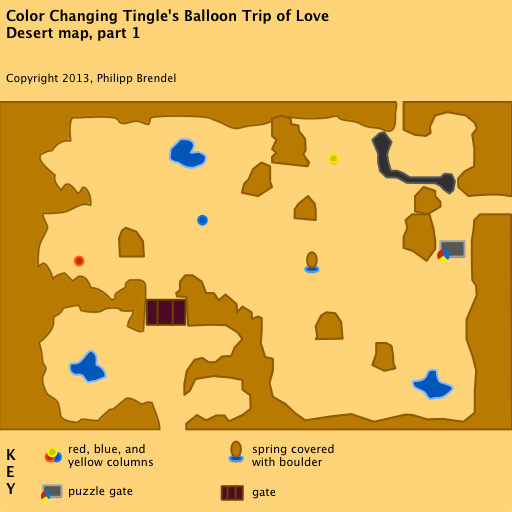 Color Changing Tingle's Balloon Trip of Love
Desert map, part 1
Copyright 2013, Philipp Brendel
KEY
red, blue, and
yellow columns
spring covered
with boulder
puzzle gate
gate